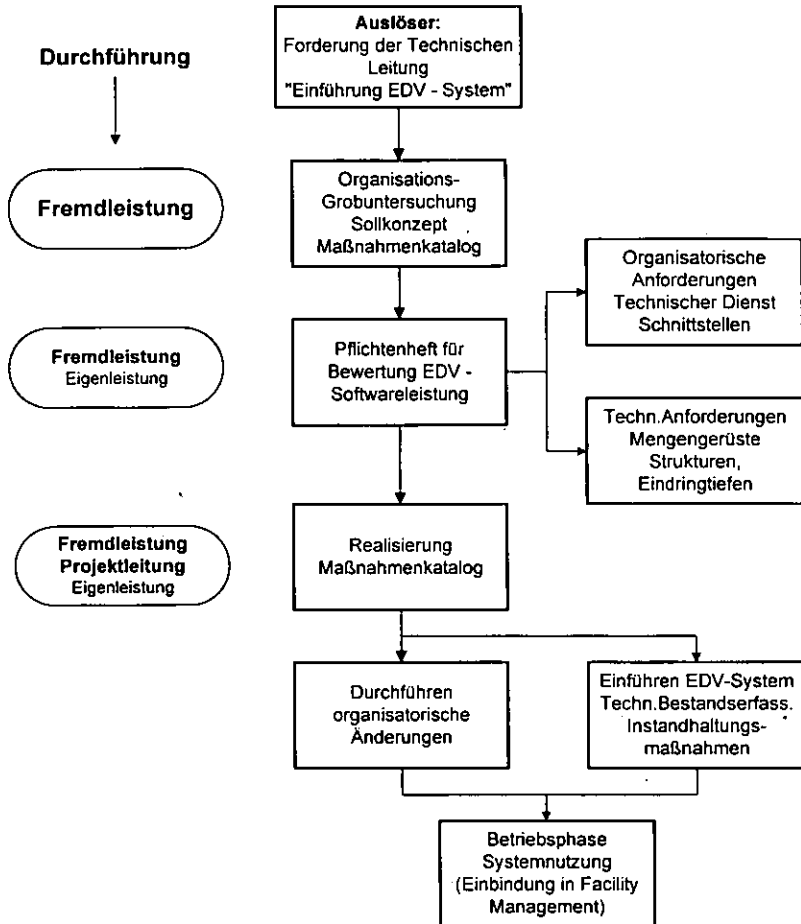 Durchführung
Auslöser:
Forderung der Technischen
Leitung
"Einführung EDV - System"
Fremdleistung
Organisations-
Grobuntersuchung
Sollkonzept
Maßnahmenkatalog
Organisatorische
Anforderungen
Technischer Dienst
Schnittstellen
Fremdleistung
Eigenleistung
Pflichtenheft für
Bewertung EDV -
Softwareleistung
Techn.Anforderungen
Mengengerüste
Strukturen,
Eindringtiefen
Fremdleistung
Projektleitung
Eigenleistung
Realisierung
Maßnahmenkatalog
Durchführen
organisatorische
Änderungen
Einführen EDV-System
Techn.Bestandserfass.
Instandhaltungs-
maßnahmen
Betriebsphase
Systemnutzung
(Einbindung in Facility
Management)